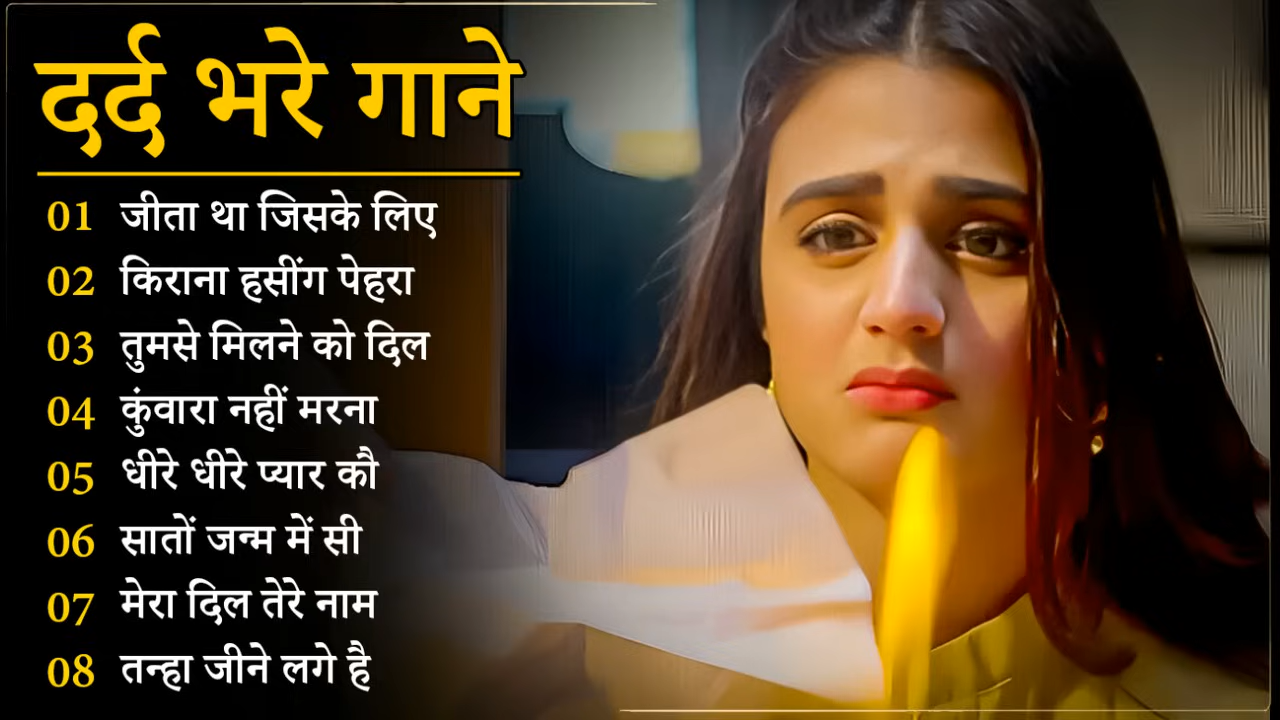 दर्द भरे गाने
01 जीता था जिसके लिए
02 किराना हसींग पेहरा
03 तुमसे मिलने को दिल
04 कुंवारा नहीं मरना
05 धीरे धीरे प्यार कौ
06 सातों जन्म में सी
07 मेरा दिल तेरे नाम
08 तन्हा जीने लगे है